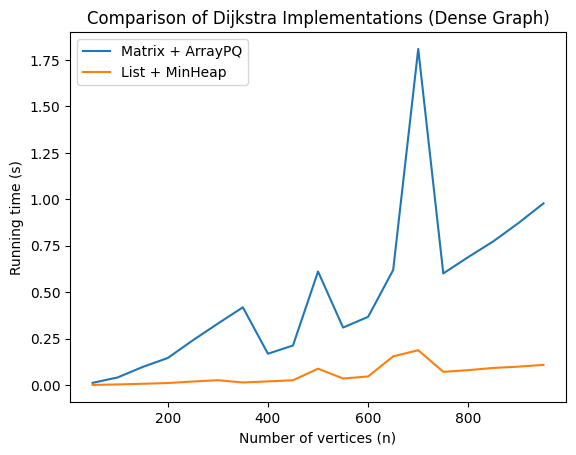 Comparison of Dijkstra Implementations (Dense Graph)
Matrix + ArrayPQ
List + MinHeap
Running time (s)
1.75
1.50
1.25
1.00
0.75
0.50
0.25
0.00
200 400 600 800
Number of vertices (n)